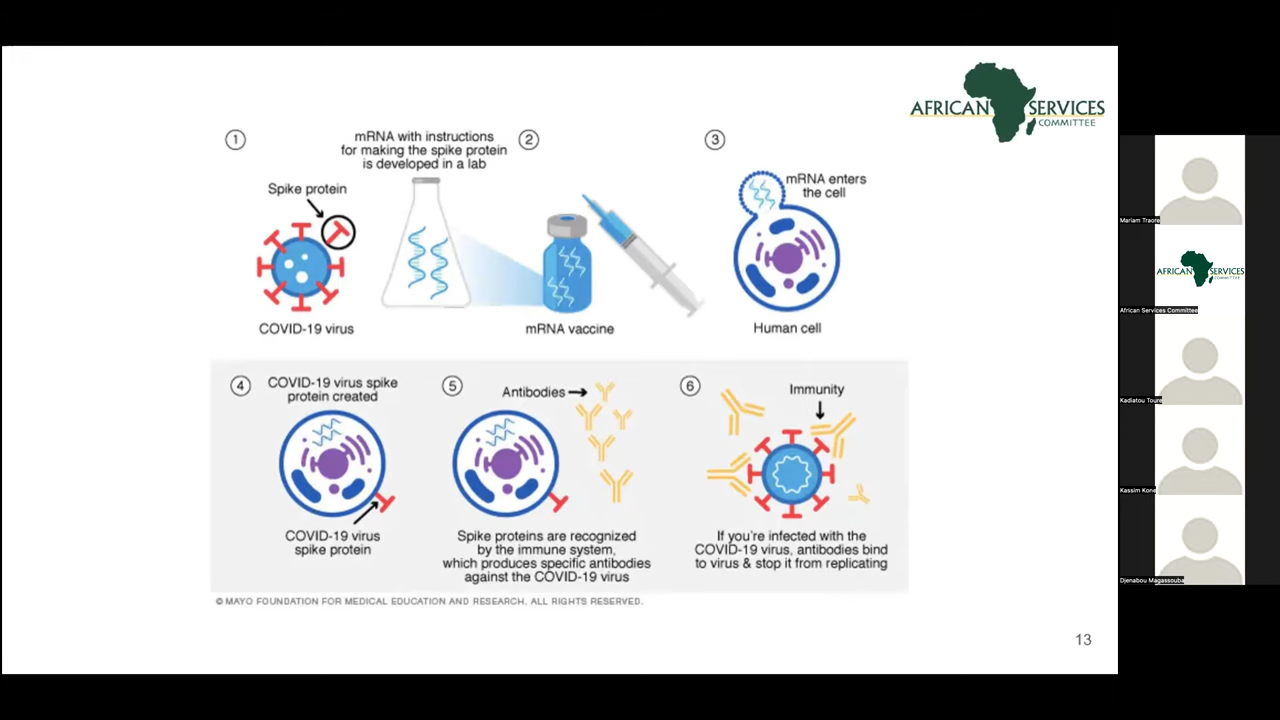 AFRICAN SERVICES
COMMITTEE
1
mRNA with instructions
for making the spike protein
is developed in a lab
2
3
Spike protein
mRNA enters
the cell
COVID-19 virus
mRNA vaccine
Human cell
4
COVID-19 virus spike
protein created
5
Antibodies
6
Immunity
COVID-19 virus
spike protein
Spike proteins are recognized
by the immune system,
which produces specific antibodies
against the COVID-19 virus
If you're infected with the
COVID-19 virus, antibodies bind
to virus & stop it from replicating
© MAYO FOUNDATION FOR MEDICAL EDUCATION AND RESEARCH. ALL RIGHTS RESERVED.
13
Mariam Traore
AFRICAN SERVICES
African Services Committee
Kadiatou Toure
Kassim Kone
Djenabou Magassouba